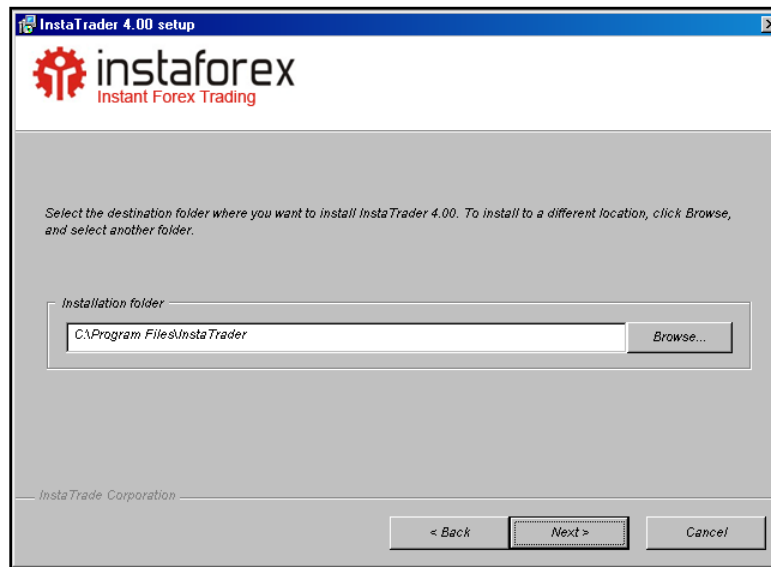 InstaTrader 4.00 setup
instaforex
Instant Forex Trading
Select the destination folder where you want to install InstaTrader 4.00. To install to a different location, click Browse,
and select another folder.
Installation folder
C:\Program Files\InstaTrader
Browse...
InstaTrade Corporation
< Back
Next >
Cancel